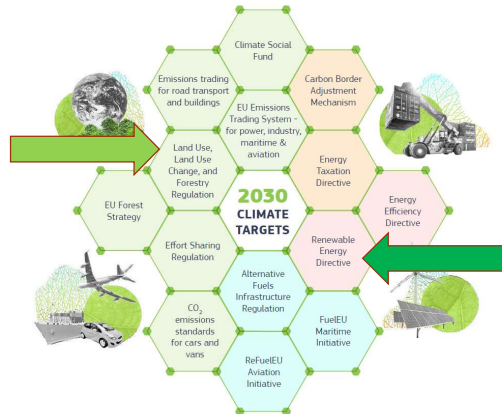 Climate Social
Fund
Emissions trading
for road transport
and buildings
Carbon Border
Adjustment
Mechanism
EU Emissions
Trading System -
for power, industry,
maritime &
aviation
Land Use,
Land Use
Change, and
Forestry
Regulation
Energy
Taxation
Directive
EU Forest
Strategy
2030
CLIMATE
TARGETS
Energy
Efficiency
Directive
Effort Sharing
Regulation
Renewable
Energy
Directive
Alternative
Fuels
Infrastructure
Regulation
CO2
emissions
standards
for cars and
vans
FuelEU
Maritime
Initiative
ReFuelEU
Aviation
Initiative